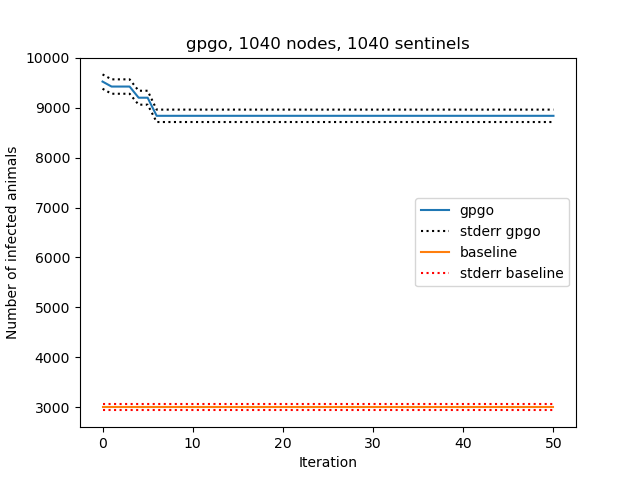 gpgo, 1040 nodes, 1040 sentinels
Number of infected animals
10000
9000
8000
7000
6000
5000
4000
3000
gpgo
stderr gpgo
baseline
stderr baseline
0 10 20 30 40 50
Iteration